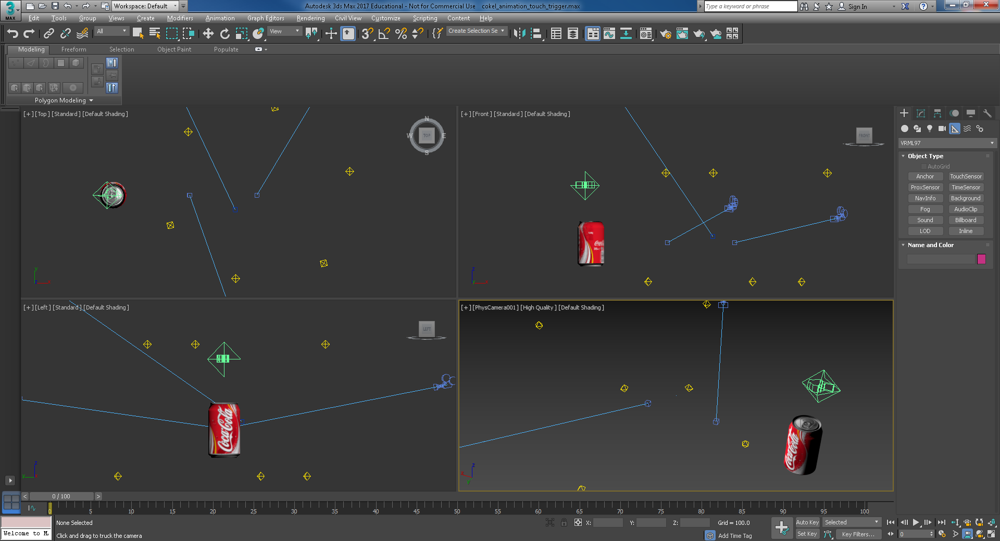 3 MAX
Workspace: Default
Autodesk 3ds Max 2017 Educational - Not for Commercial Use cokel_animation_touch_trigger.max
Type a keyword or phrase
Sign In
Edit Tools Group Views Create Modifiers Animation Graph Editors Rendering Civil View Customize Scripting Content Help
All
View
Create Selection Se
Modeling Freeform Selection Object Paint Populate
Polygon Modeling
[+] [Top] [Standard] [Default Shading]
N
W TOP E
S
y
[+] [Front] [Standard] [Default Shading]
FRONT
z
[+] [Left] [Standard] [Default Shading]
LEFT
Coca-Cola
z
y
[+] [PhysCamera001] [High Quality] [Default Shading]
Coca-Cola
z
x
y
VRML97
Object Type
AutoGrid
Anchor TouchSensor
ProxSensor TimeSensor
NavInfo Background
Fog AudioClip
Sound Billboard
LOD Inline
Name and Color
< 0 / 100 >
0 5 10 15 20 25 30 35 40 45 50 55 60 65 70 75 80 85 90 95 100
None Selected
X: Y: Z: Grid = 100.0
Auto Key Selected
Welcome to M
Click and drag to truck the camera
Add Time Tag
Set Key Key Filters...
0